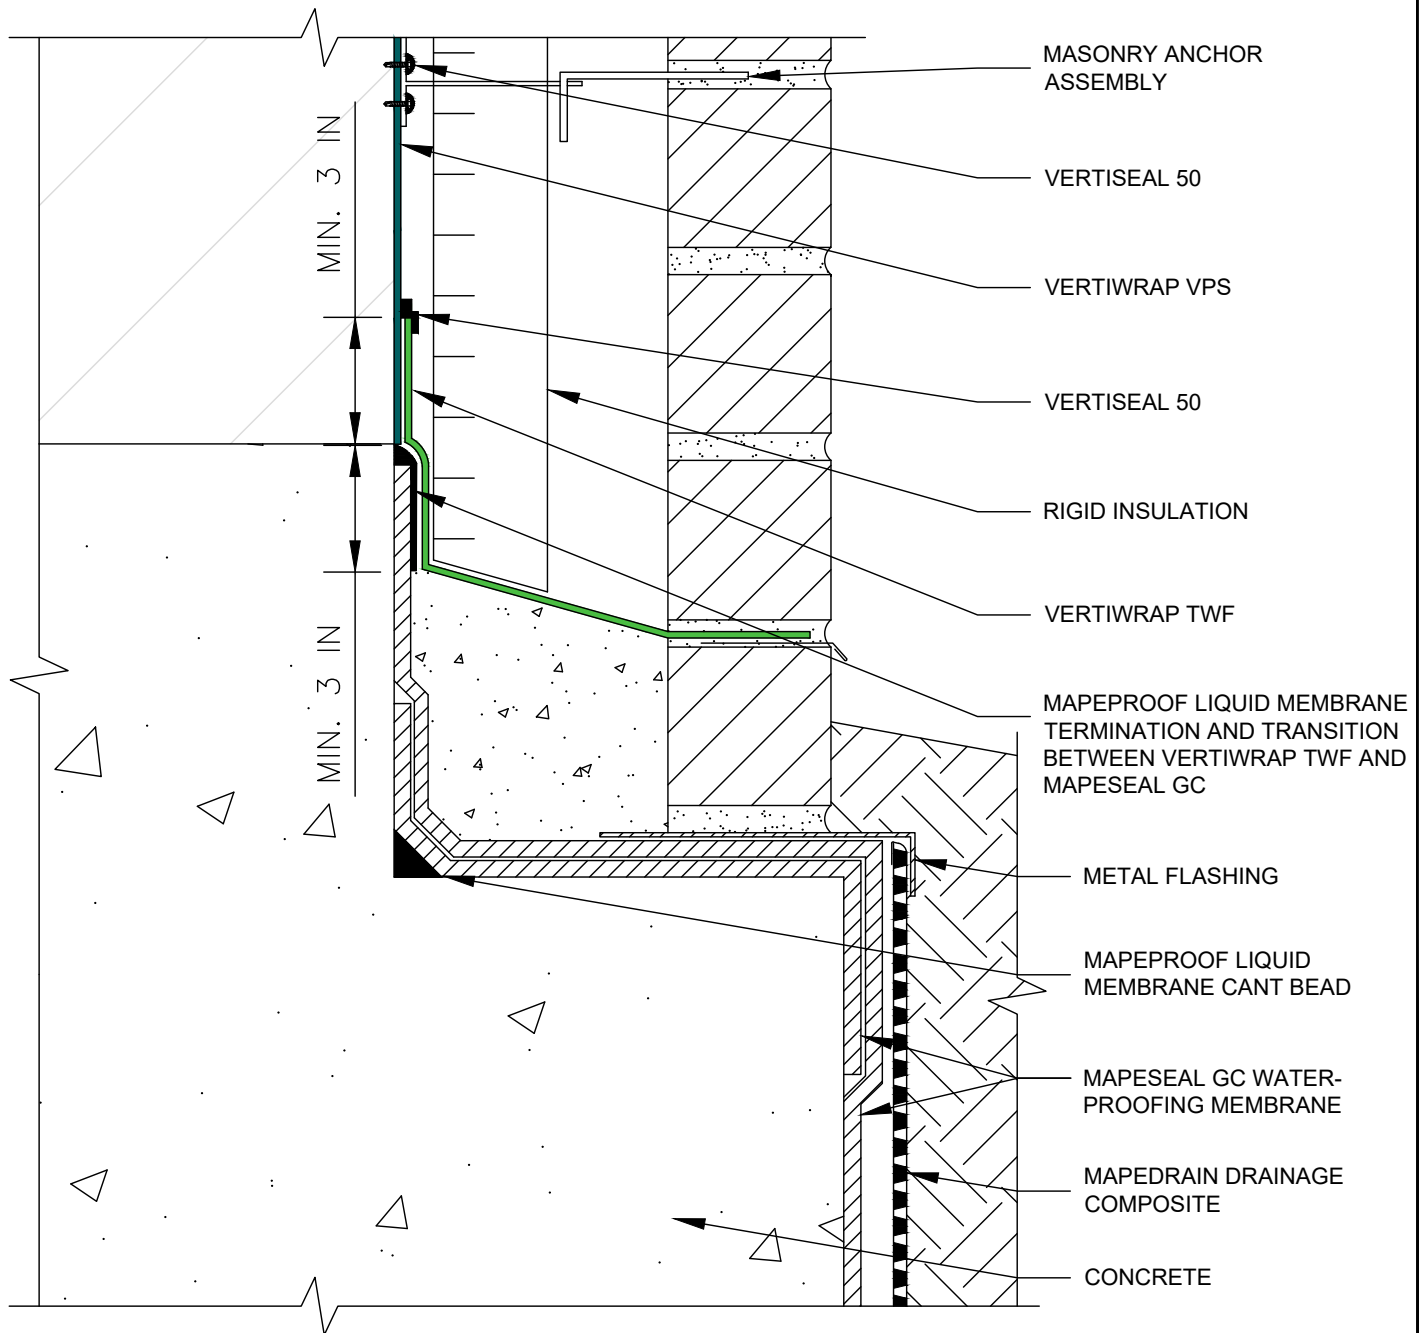 MASONRY ANCHOR
ASSEMBLY
VERTISEAL 50
VERTIWRAP VPS
VERTISEAL 50
RIGID INSULATION
VERTIWRAP TWF
MAPEPROOF LIQUID MEMBRANE
TERMINATION AND TRANSITION
BETWEEN VERTIWRAP TWF AND
MAPESEAL GC
METAL FLASHING
MAPEPROOF LIQUID
MEMBRANE CANT BEAD
MAPESEAL GC WATER-
PROOFING MEMBRANE
MAPEDRAIN DRAINAGE
COMPOSITE
CONCRETE
MIN. 3 IN
MIN. 3 IN